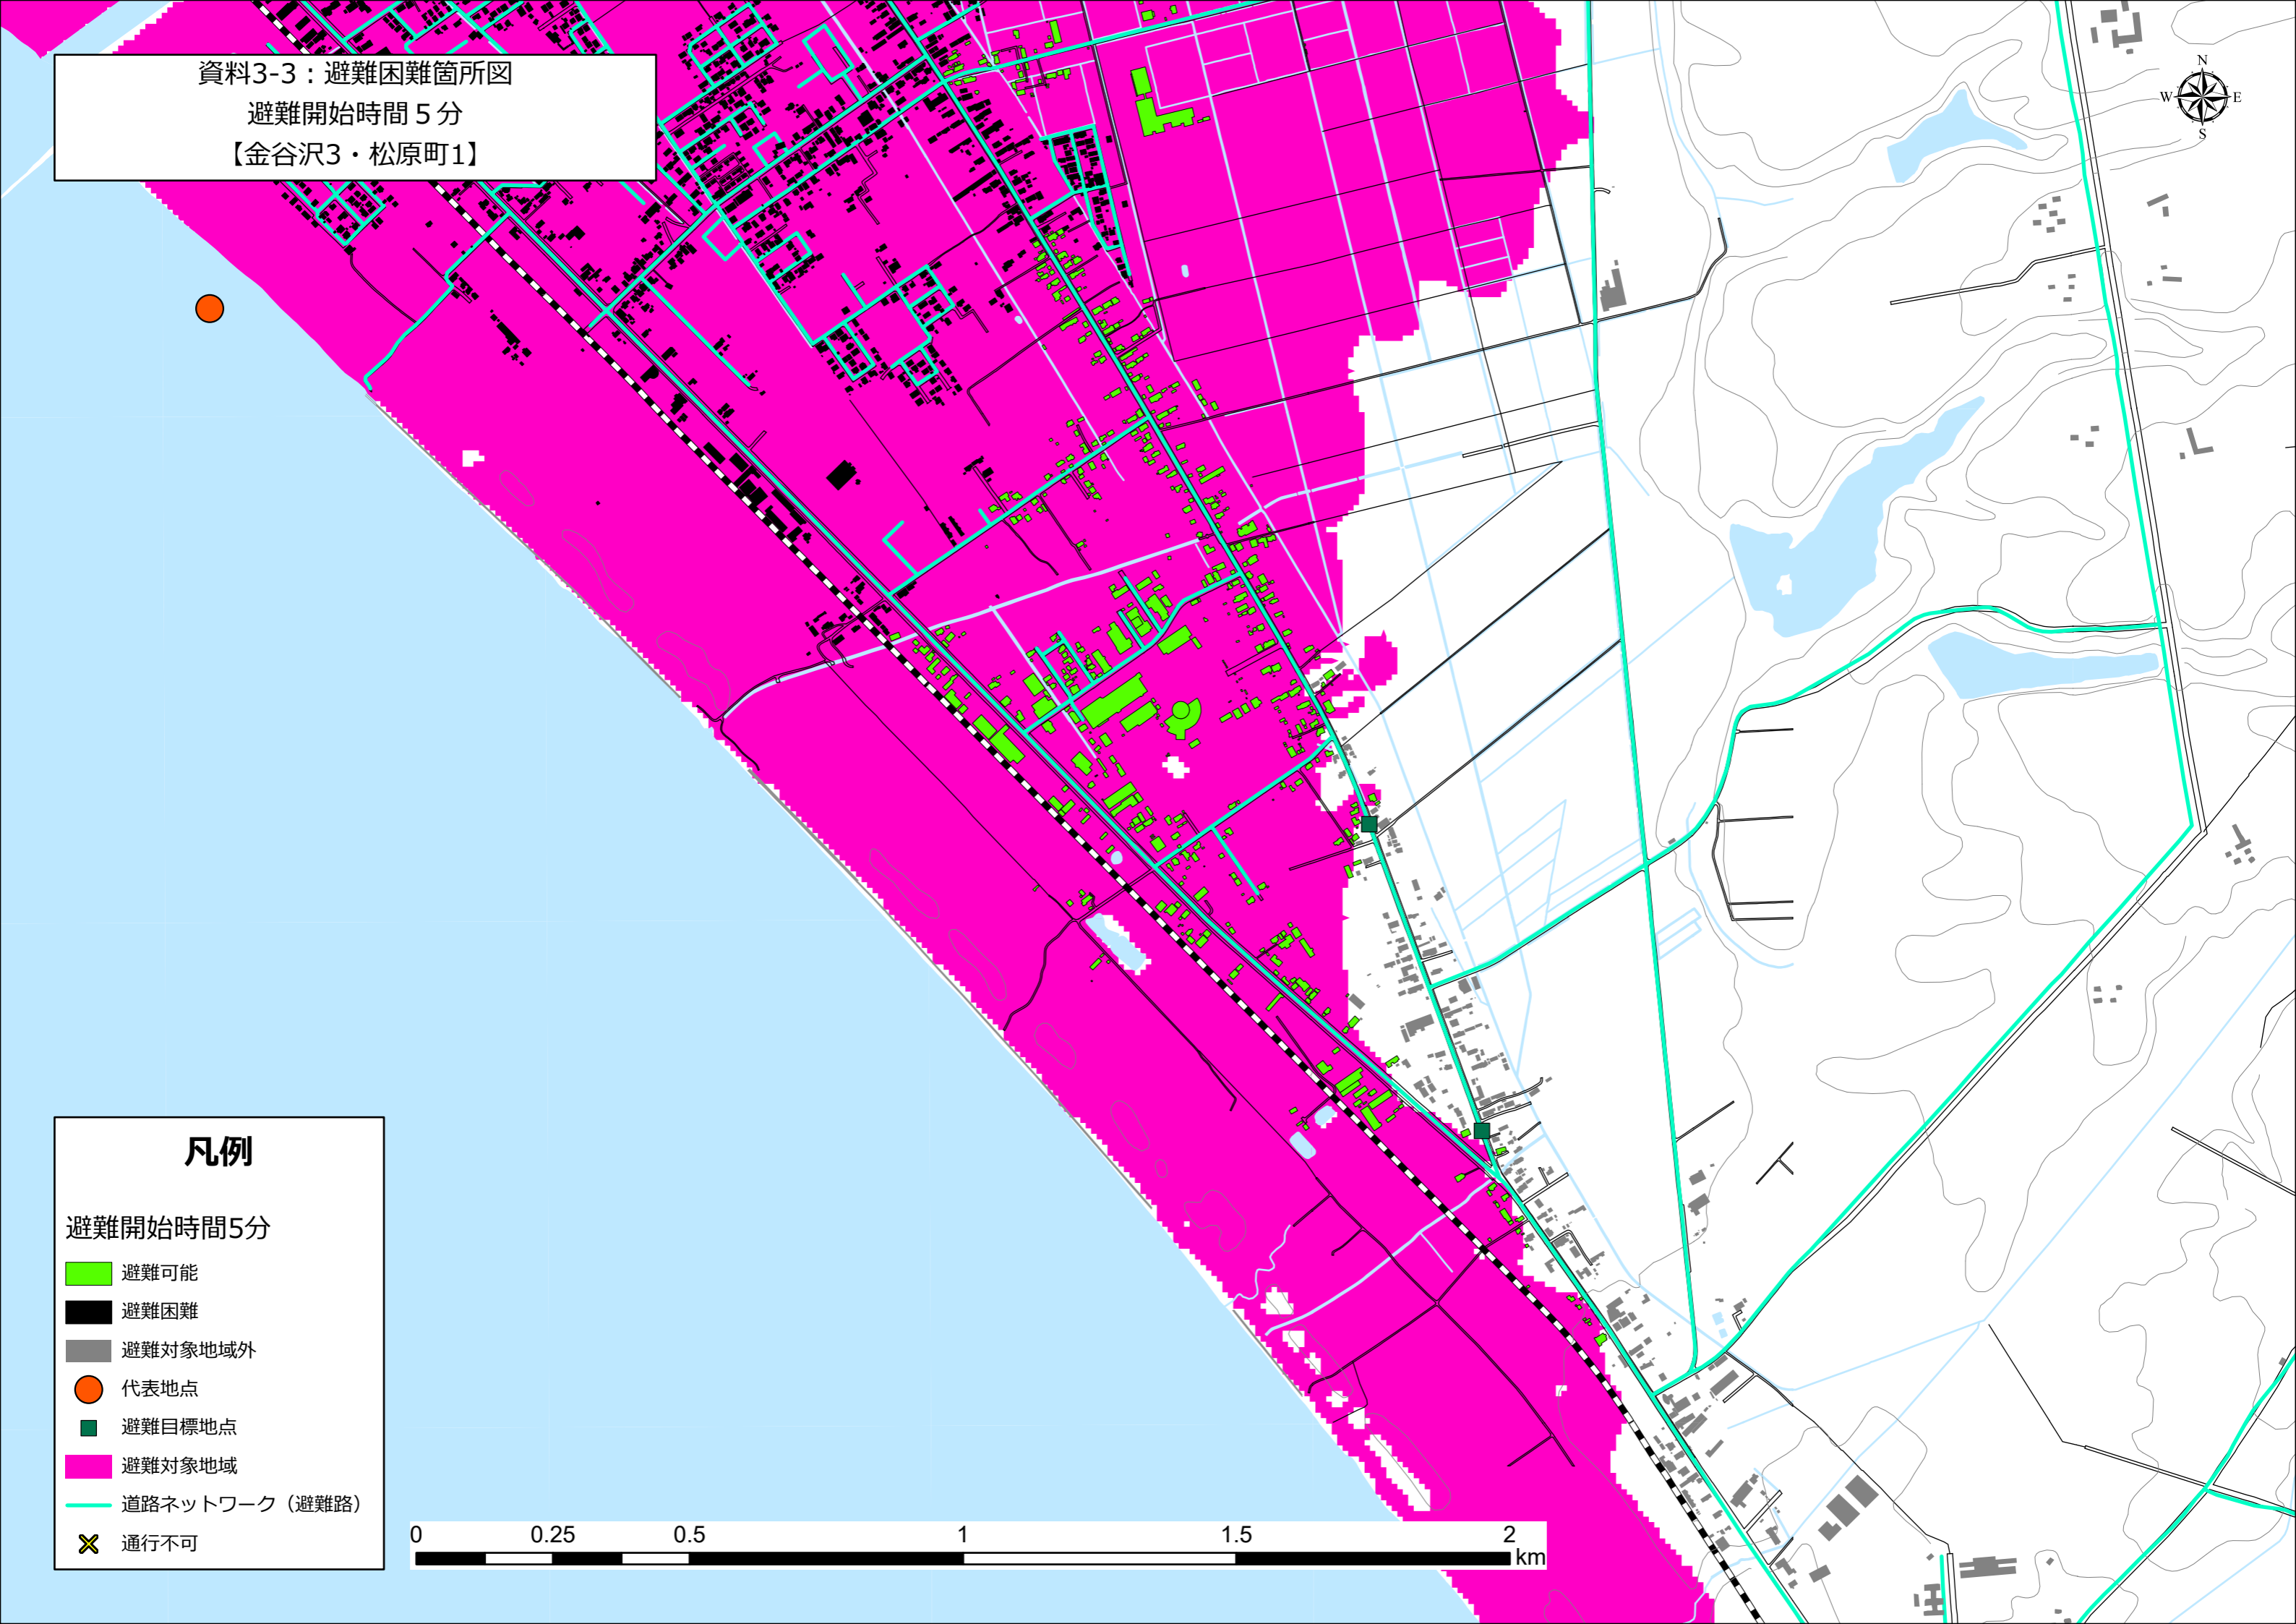 資料3-3：避難困難箇所図
避難開始時間５分
【金谷沢3・松原町1】
N
W E
S
凡例
避難開始時間5分
避難可能
避難困難
避難対象地域外
代表地点
避難目標地点
避難対象地域
道路ネットワーク（避難路）
通行不可
0 0.25 0.5 1 1.5 2
km